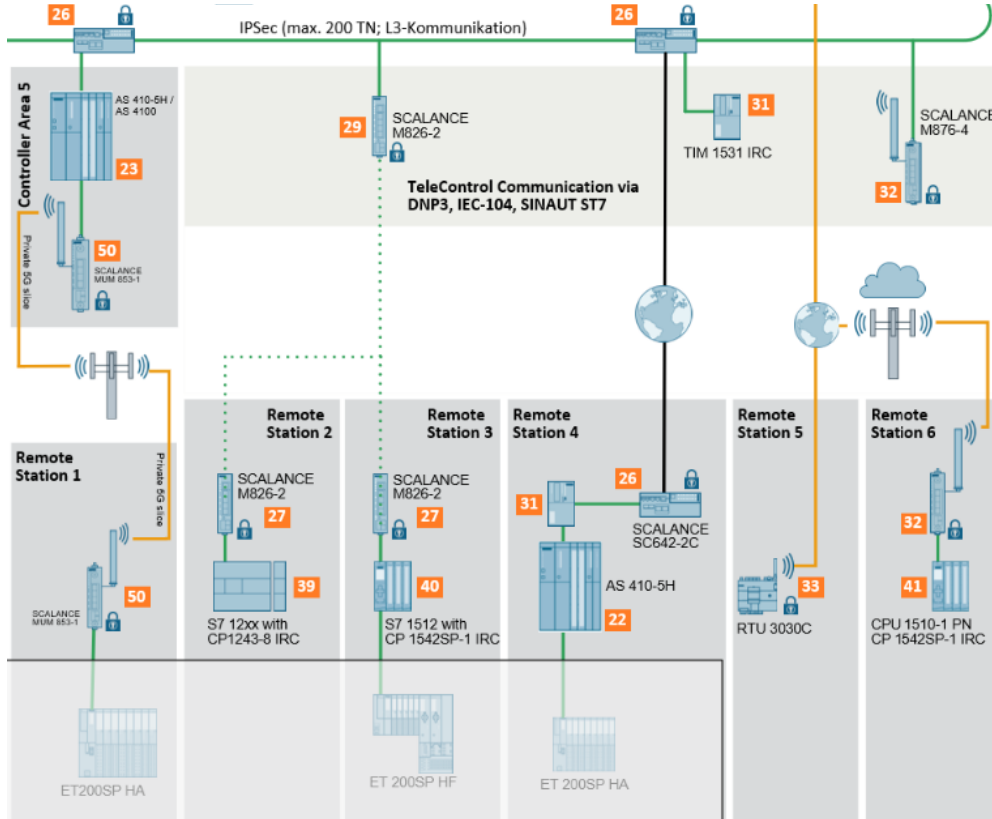 26
IPSec (max. 200 TN; L3-Kommunikation)
26
Controller Area 5
AS 410-5H /
AS 4100
23
50
SCALANCE
MUM 853-1
Private 5G slice
29
SCALANCE
M826-2
31
TIM 1531 IRC
SCALANCE
M876-4
32
TeleControl Communication via
DNP3, IEC-104, SINAUT ST7
Remote
Station 1
Private 5G slice
50
SCALANCE
MUM 853-1
ET200SP HA
Remote
Station 2
SCALANCE
M826-2
27
39
S7 12xx with
CP1243-8 IRC
Remote
Station 3
SCALANCE
M826-2
27
40
S7 1512 with
CP 1542SP-1 IRC
ET 200SP HF
Remote
Station 4
26
31
SCALANCE
SC642-2C
AS 410-5H
22
ET 200SP HA
Remote
Station 5
33
RTU 3030C
Remote
Station 6
32
41
CPU 1510-1 PN
CP 1542SP-1 IRC